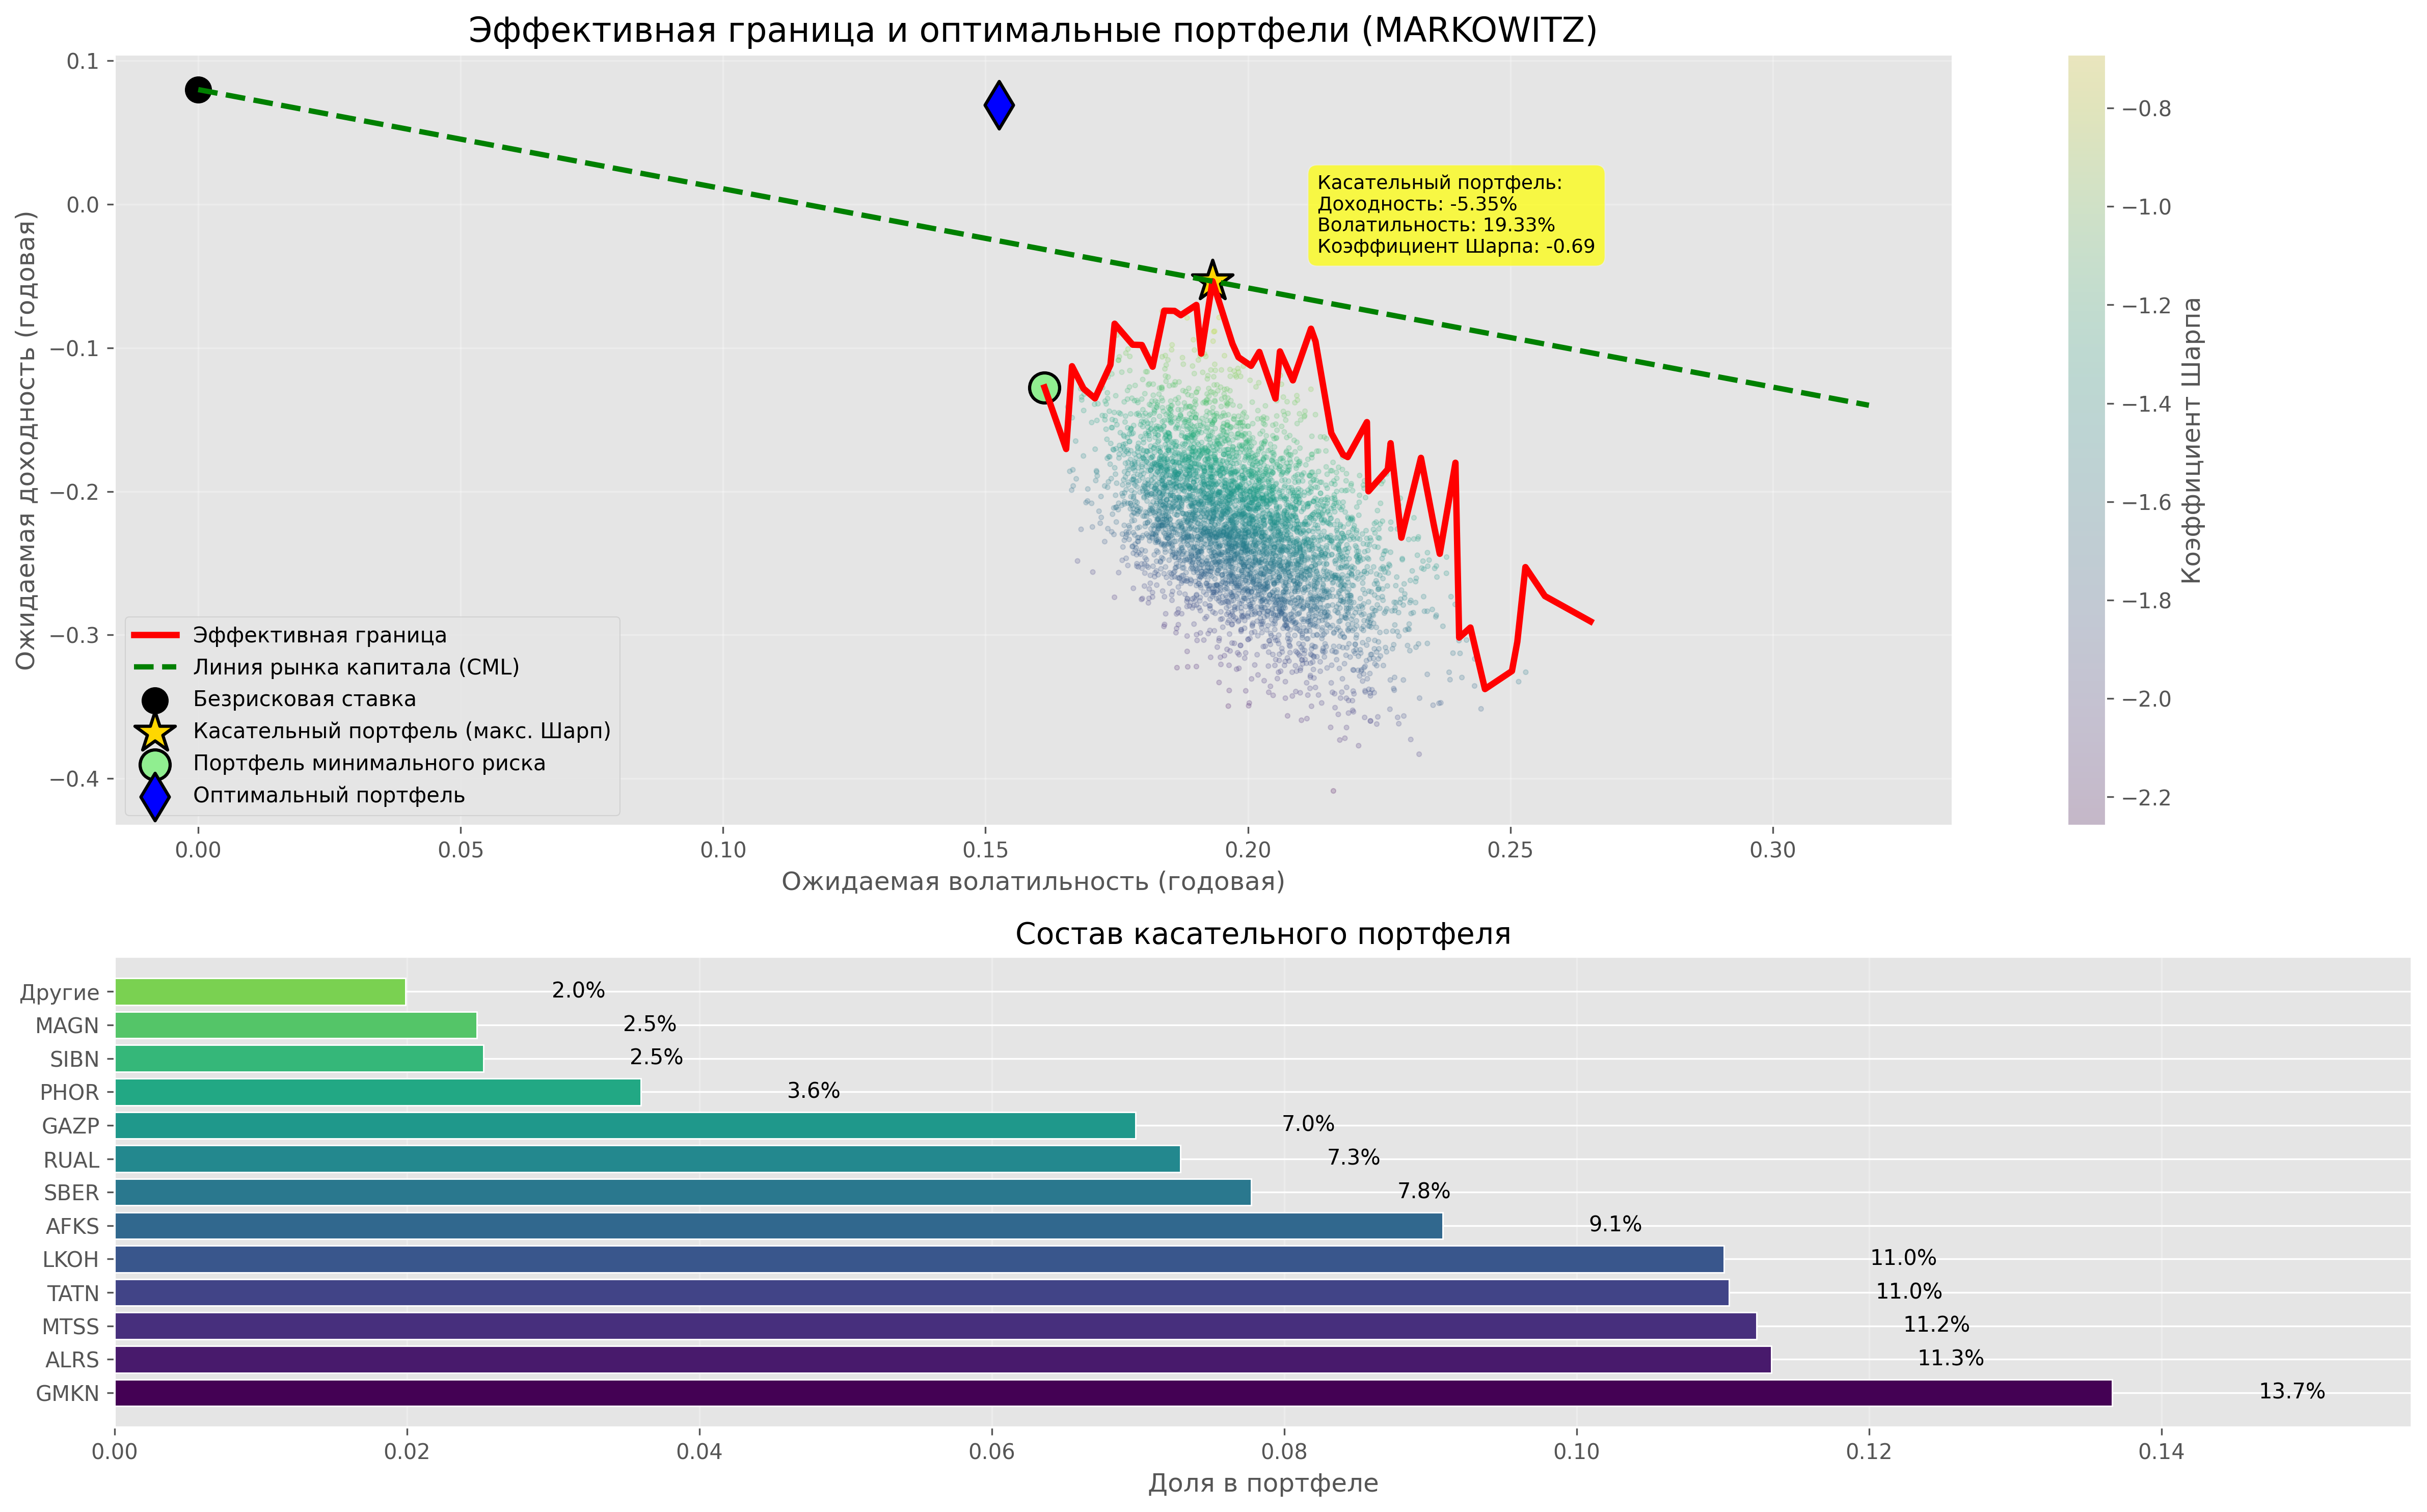 Эффективная граница и оптимальные портфели (MARKOWITZ)
Ожидаемая доходность (годовая)
0.1
0.0
−0.1
−0.2
−0.3
−0.4
Касательный портфель:
Доходность: -5.35%
Волатильность: 19.33%
Коэффициент Шарпа: -0.69
Эффективная граница
Линия рынка капитала (CML)
Безрисковая ставка
Касательный портфель (макс. Шарп)
Портфель минимального риска
Оптимальный портфель
0.00 0.05 0.10 0.15 0.20 0.25 0.30
Ожидаемая волатильность (годовая)
−0.8
−1.0
−1.2
−1.4
−1.6
−1.8
−2.0
−2.2
Коэффициент Шарпа
Состав касательного портфеля
Другие 2.0%
MAGN 2.5%
SIBN 2.5%
PHOR 3.6%
GAZP 7.0%
RUAL 7.3%
SBER 7.8%
AFKS 9.1%
LKOH 11.0%
TATN 11.0%
MTSS 11.2%
ALRS 11.3%
GMKN 13.7%
0.00 0.02 0.04 0.06 0.08 0.10 0.12 0.14
Доля в портфеле